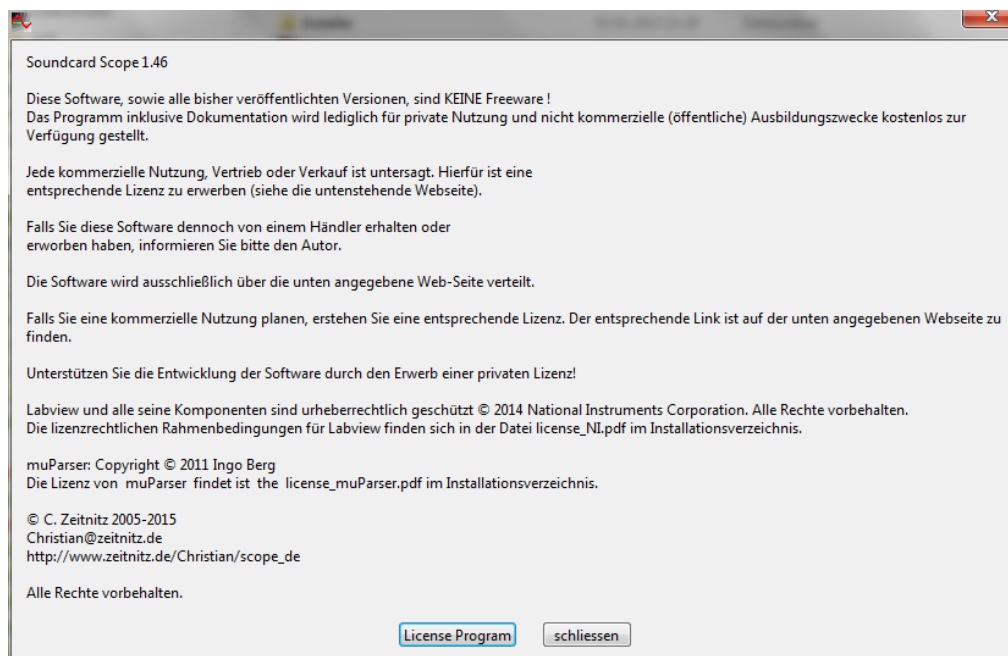 Soundcard Scope 1.46
Diese Software, sowie alle bisher veröffentlichten Versionen, sind KEINE Freeware !
Das Programm inklusive Dokumentation wird lediglich für private Nutzung und nicht kommerzielle (öffentliche) Ausbildungszwecke kostenlos zur
Verfügung gestellt.
Jede kommerzielle Nutzung, Vertrieb oder Verkauf ist untersagt. Hierfür ist eine
entsprechende Lizenz zu erwerben (siehe die untenstehende Webseite).
Falls Sie diese Software dennoch von einem Händler erhalten oder
erworben haben, informieren Sie bitte den Autor.
Die Software wird ausschließlich über die unten angegebene Web-Seite verteilt.
Falls Sie eine kommerzielle Nutzung planen, erstehen Sie eine entsprechende Lizenz. Der entsprechende Link ist auf der unten angegebenen Webseite zu
finden.
Unterstützen Sie die Entwicklung der Software durch den Erwerb einer privaten Lizenz!
Labview und alle seine Komponenten sind urheberrechtlich geschützt © 2014 National Instruments Corporation. Alle Rechte vorbehalten.
Die lizenzrechtlichen Rahmenbedingungen für Labview finden sich in der Datei license_NI.pdf im Installationsverzeichnis.
muParser: Copyright © 2011 Ingo Berg
Die Lizenz von muParser findet ist the license_muParser.pdf im Installationsverzeichnis.
© C. Zeitnitz 2005-2015
Christian@zeitnitz.de
http://www.zeitnitz.de/Christian/scope_de
Alle Rechte vorbehalten.
License Program schliessen